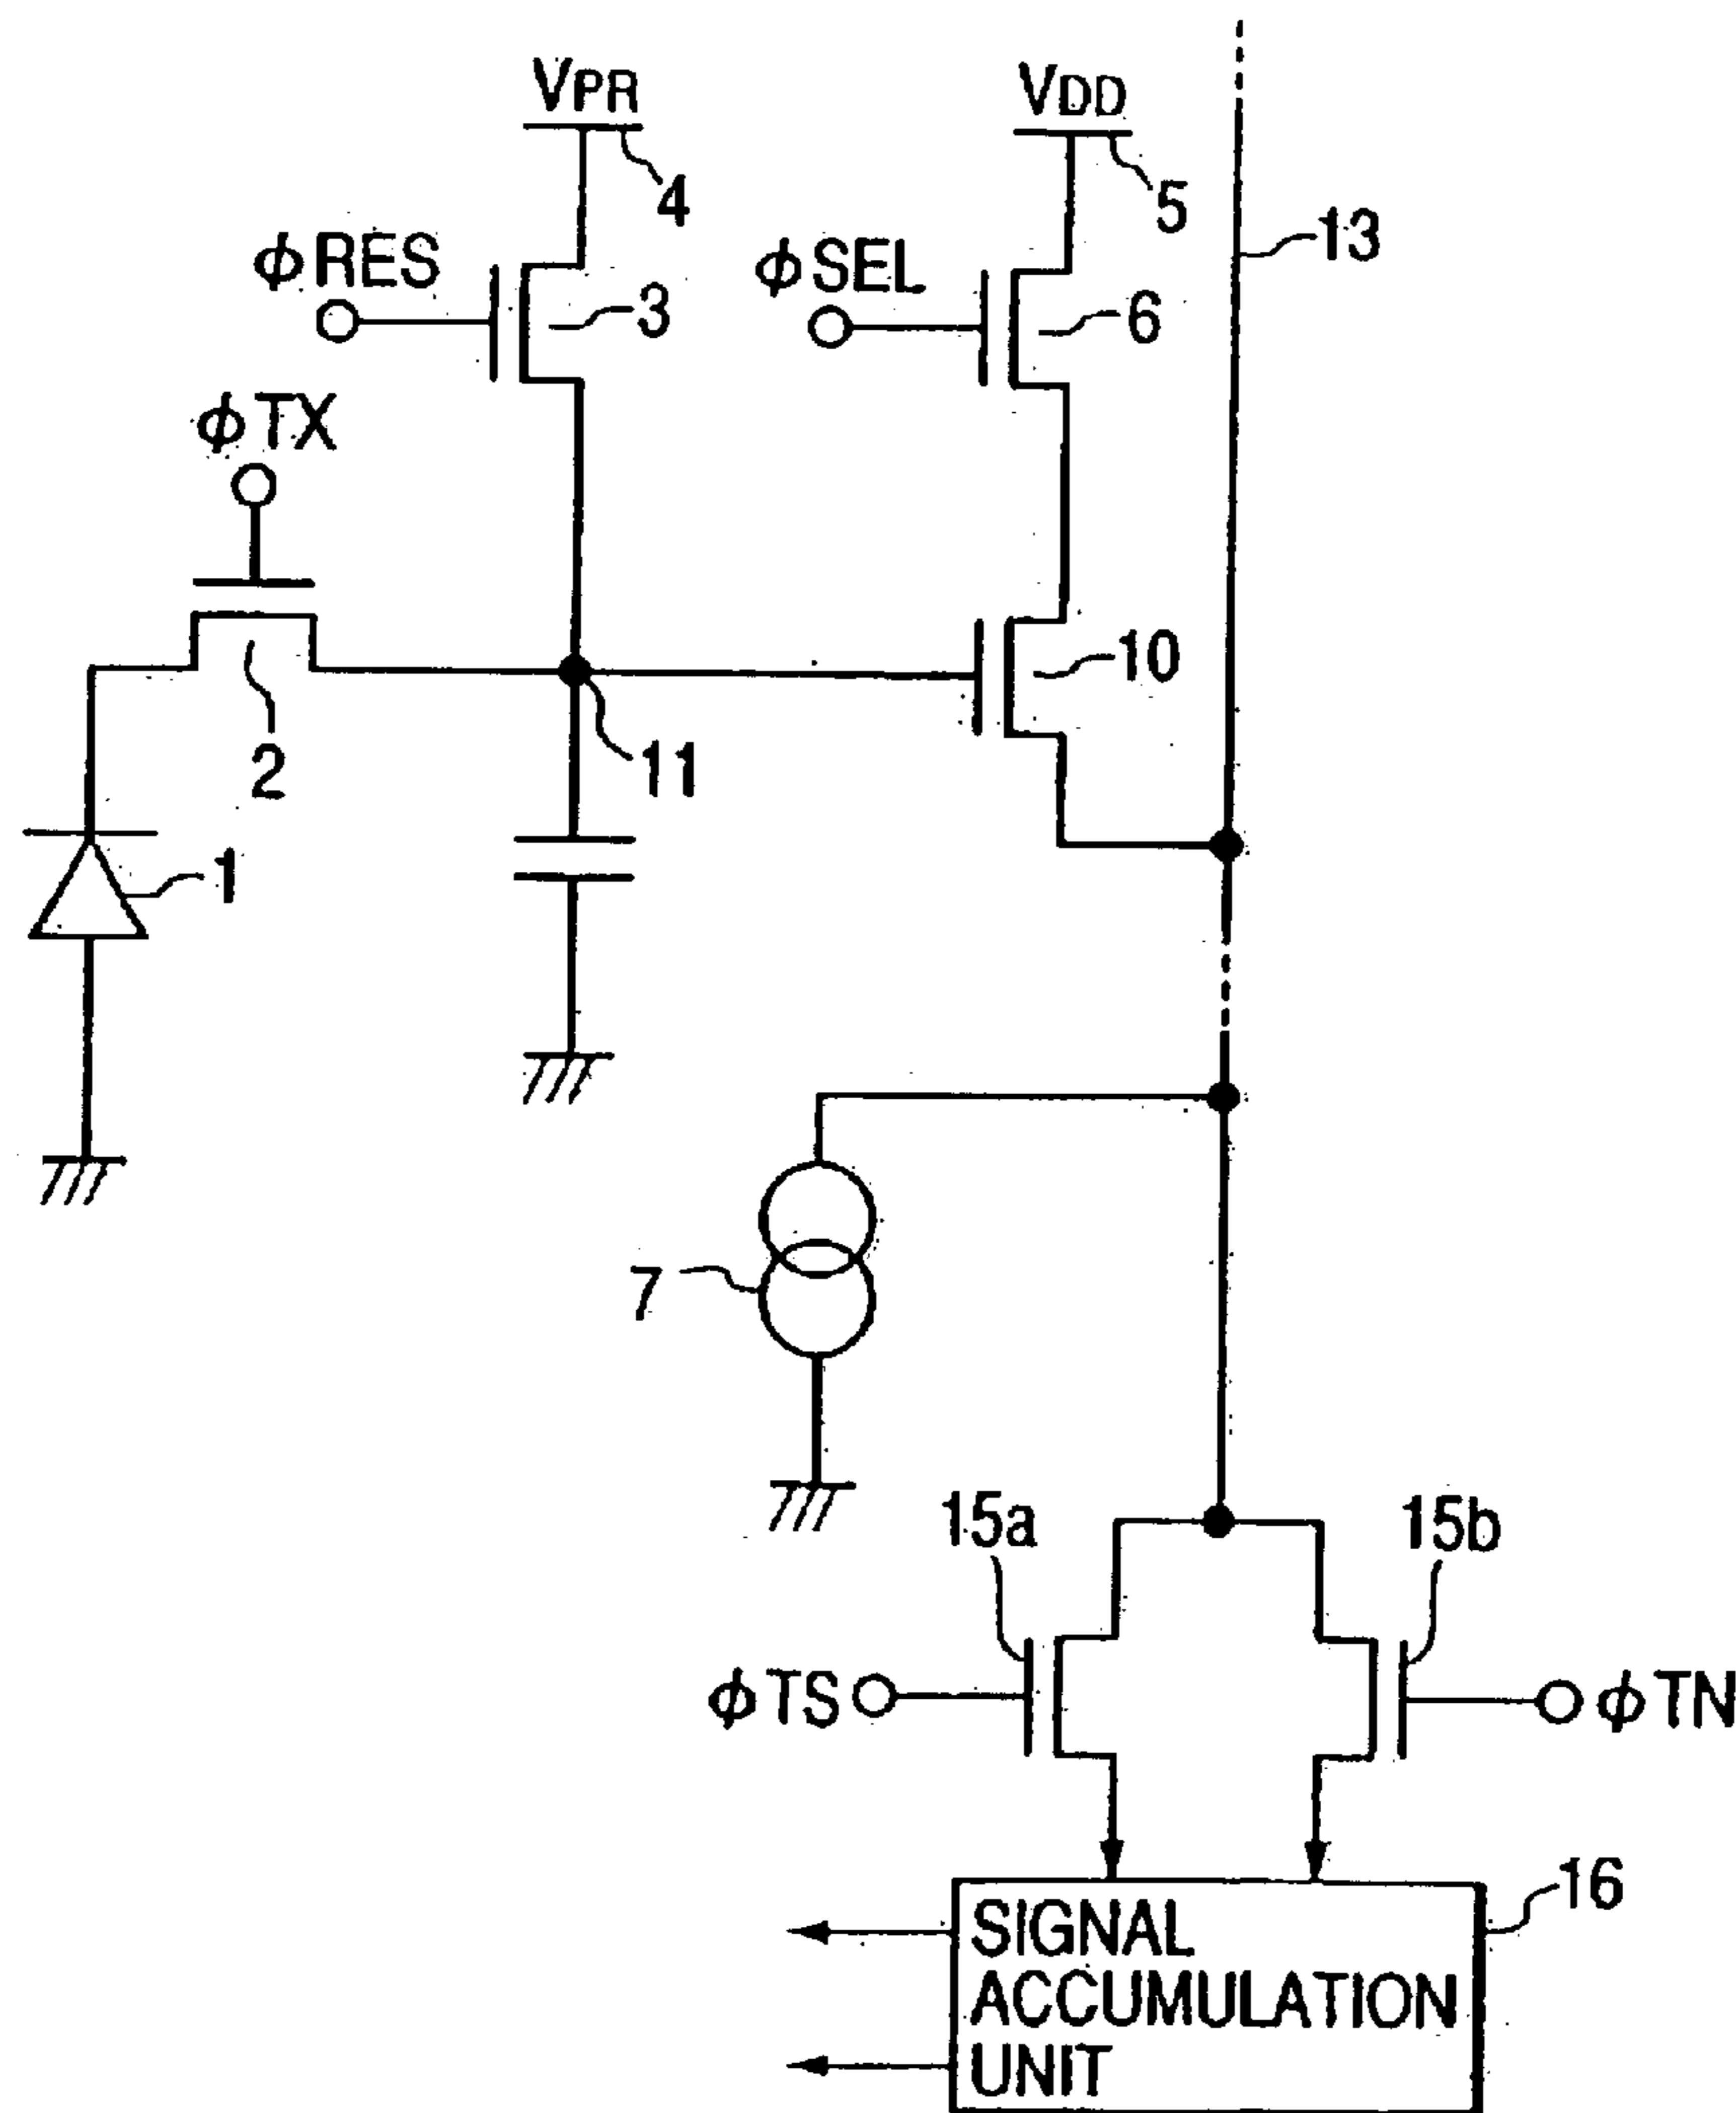 VPR
VDD
4
5
13
ϕRES
ϕSEL
3
6
ϕTX
10
2
11
1
7
15a
15b
ϕTS
ϕTN
16
SIGNAL
ACCUMULATION
UNIT